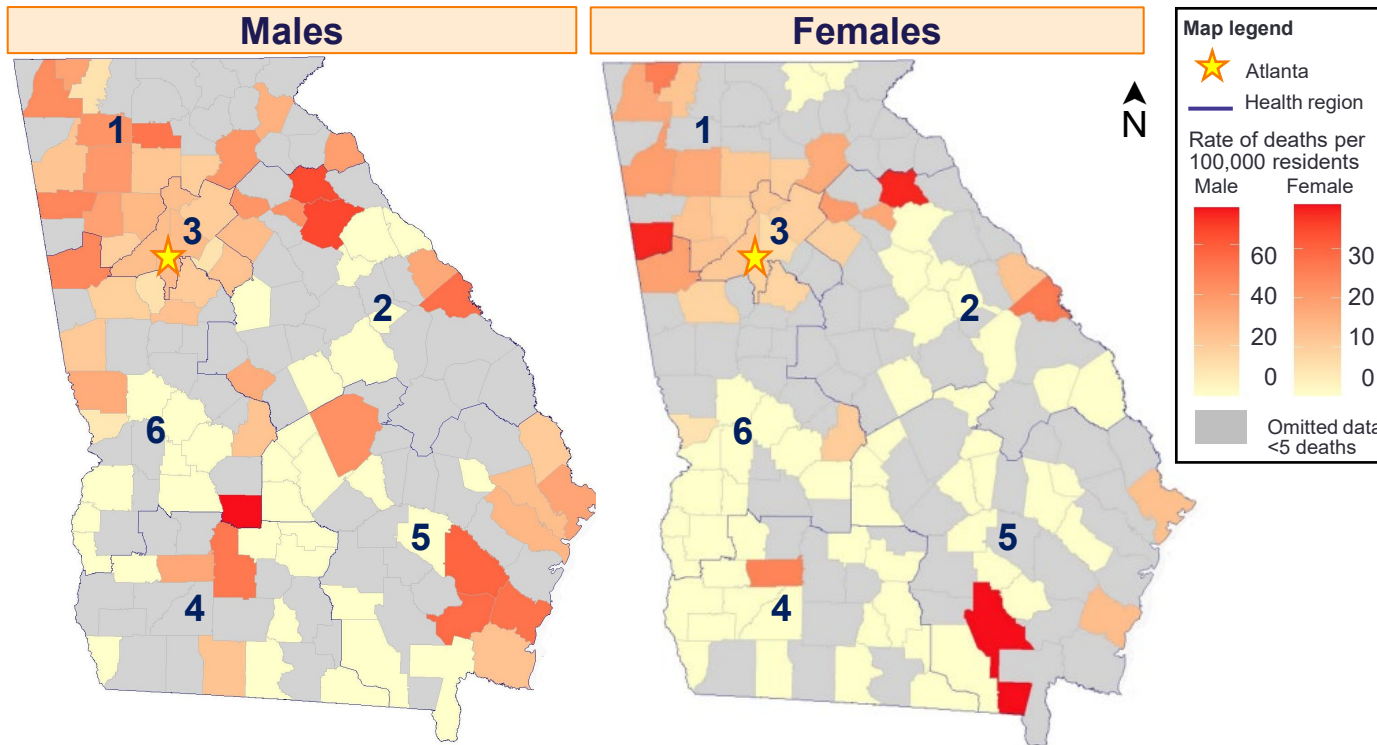 Males
Females
1
2
3
4
5
6
1
2
3
4
5
6
N
Map legend
Atlanta
Health region
Rate of deaths per
100,000 residents
Male
Female
60
40
20
0
30
20
10
0
Omitted data
<5 deaths